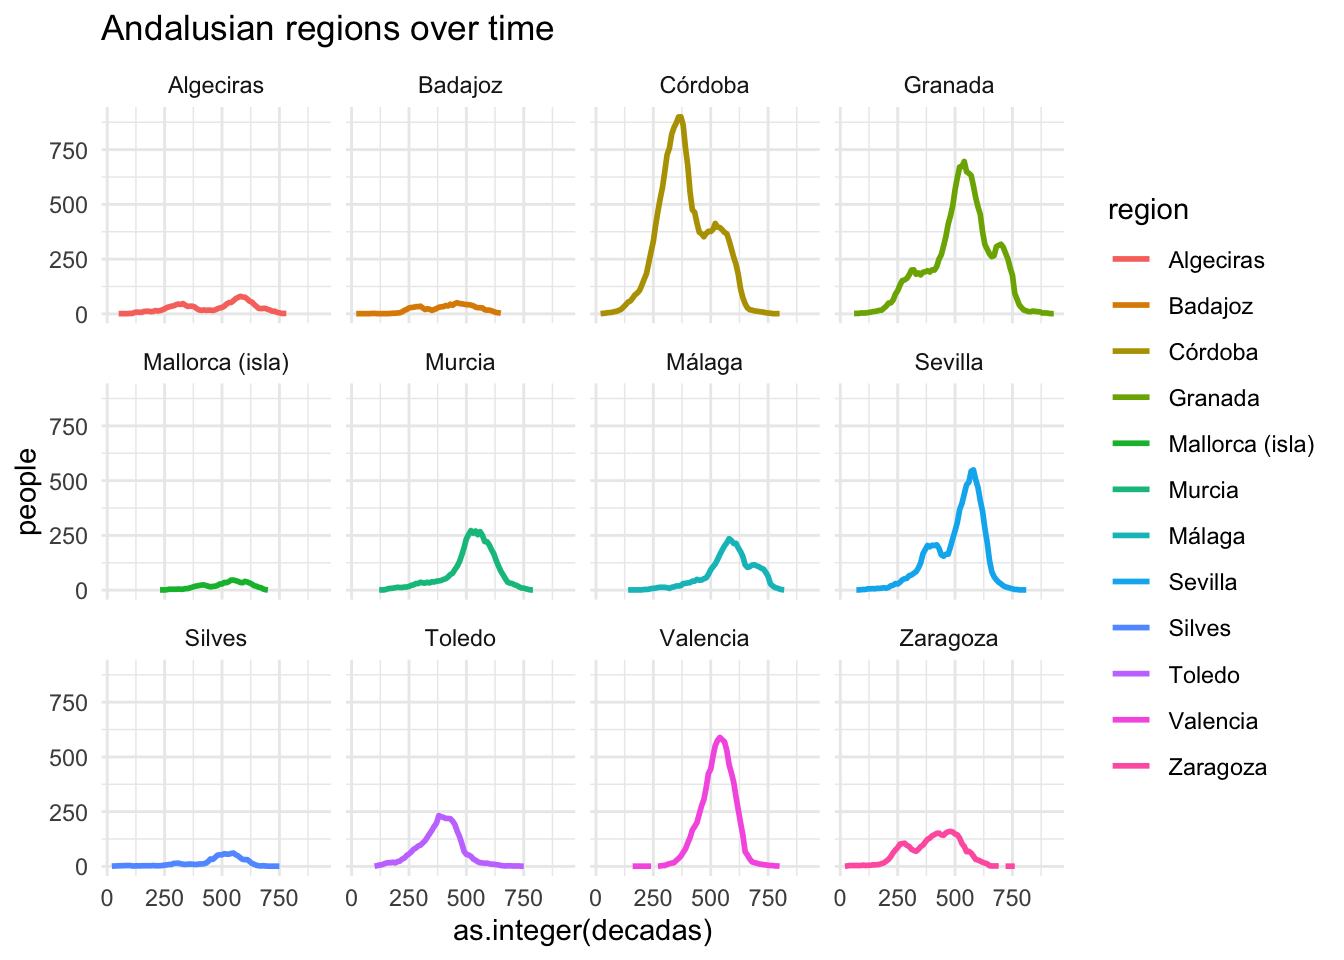 Andalusian regions over time
Algeciras Badajoz Córdoba Granada
750
500
250
0
Mallorca (isla) Murcia Málaga Sevilla
750
500
250
0
people
Silves Toledo Valencia Zaragoza
750
500
250
0
0 250 500 750 0 250 500 750 0 250 500 750 0 250 500 750
as.integer(decadas)
region
Algeciras
Badajoz
Córdoba
Granada
Mallorca (isla)
Murcia
Málaga
Sevilla
Silves
Toledo
Valencia
Zaragoza